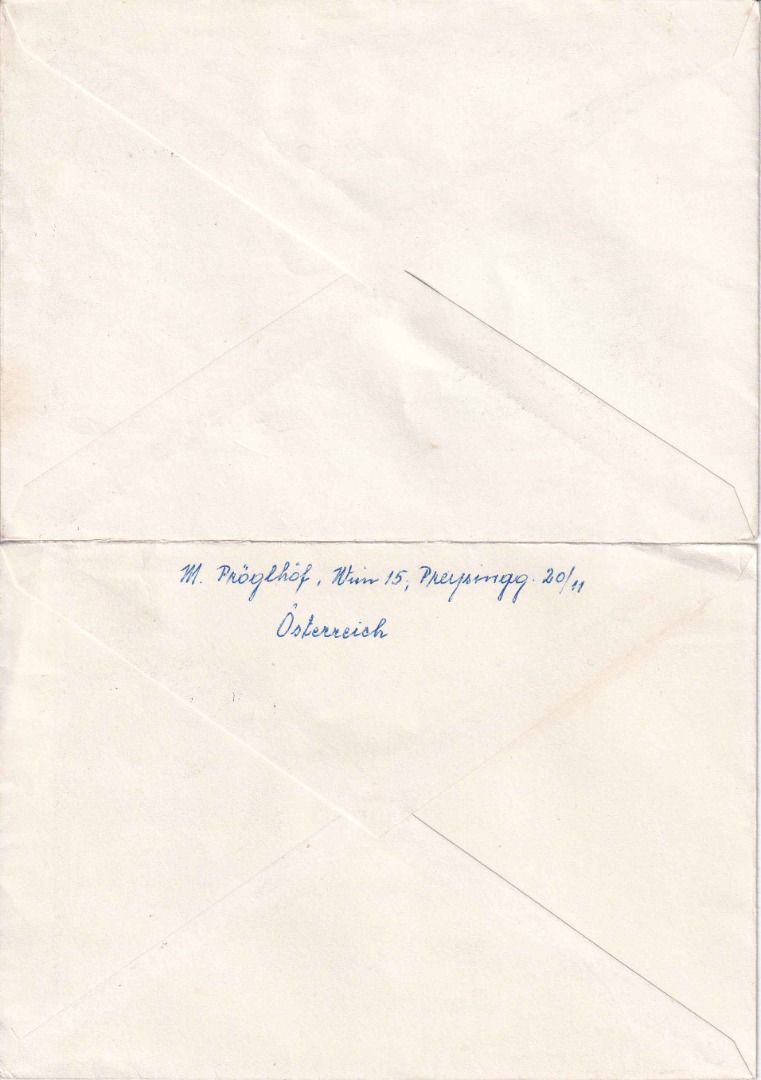 M. Pröglhöf, Wien 15, Preysingg. 20/11
Österreich